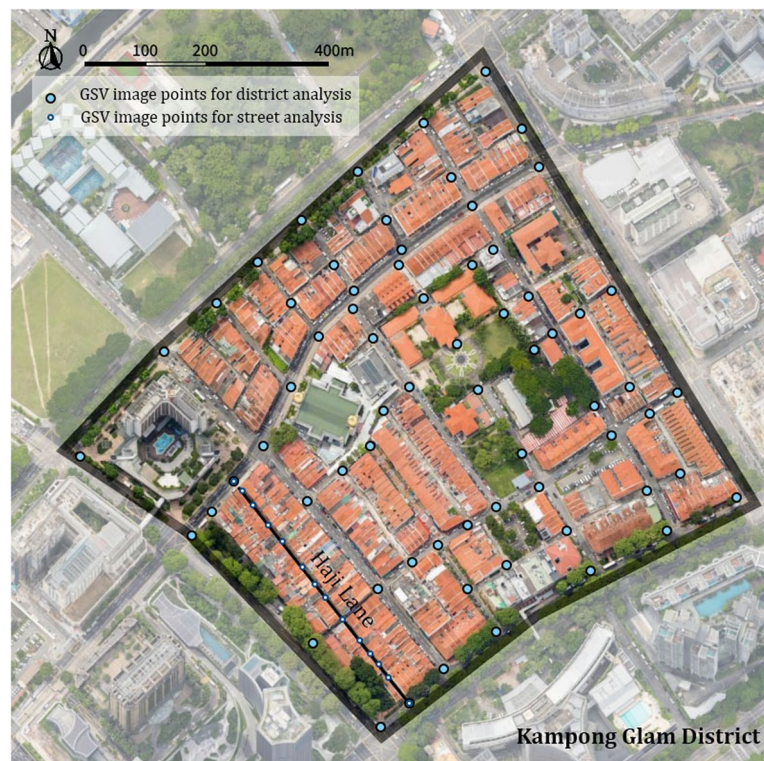 N
0 100 200 400m
GSV image points for district analysis
GSV image points for street analysis
Haji Lane
Kampong Glam District